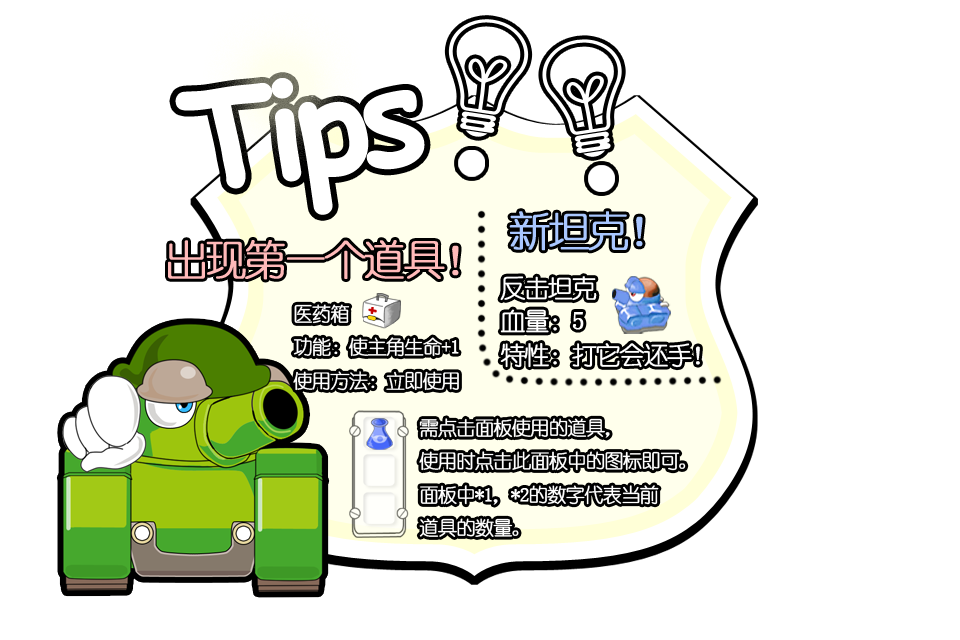 Tips
出现第一个道具！
医药箱
功能：使主角生命+1
使用方法：立即使用
新坦克！
反击坦克
血量：5
特性：打它会还手！
需点击面板使用的道具，
使用时点击此面板中的图标即可。
面板中*1，*2的数字代表当前
道具的数量。